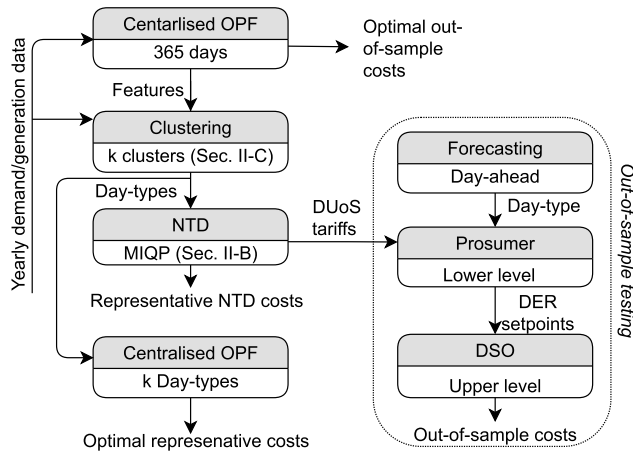 Centarlised OPF
365 days
Optimal out-
of-sample
costs
Yearly demand/generation data
Features
Clustering
k clusters (Sec. II-C)
Day-types
NTD
MIQP (Sec. II-B)
Representative NTD costs
Centralised OPF
k Day-types
Optimal represenative costs
DUoS
tariffs
Forecasting
Day-ahead
Day-type
Prosumer
Lower level
DER
setpoints
DSO
Upper level
Out-of-sample costs
Out-of-sample testing